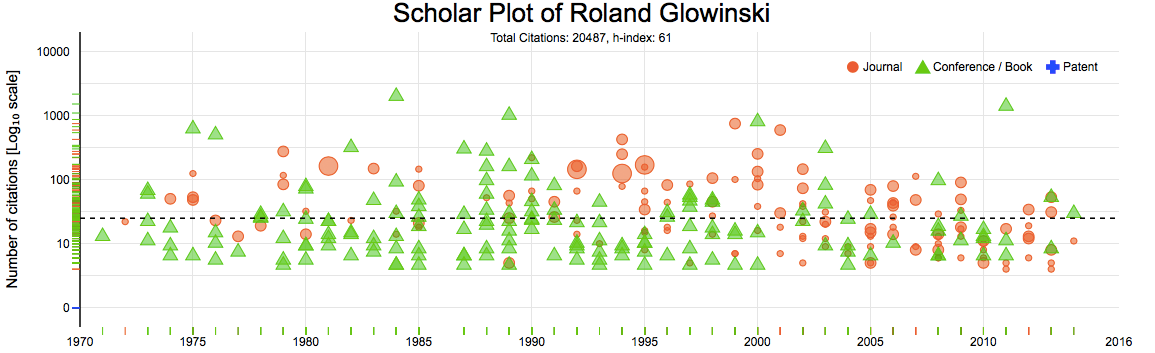 Scholar Plot of Roland Glowinski
Total Citations: 20487, h-index: 61
Number of citations [Log₁₀ scale]
10000
1000
100
10
0
Journal
Conference / Book
Patent
1970
1975
1980
1985
1990
1995
2000
2005
2010
2016